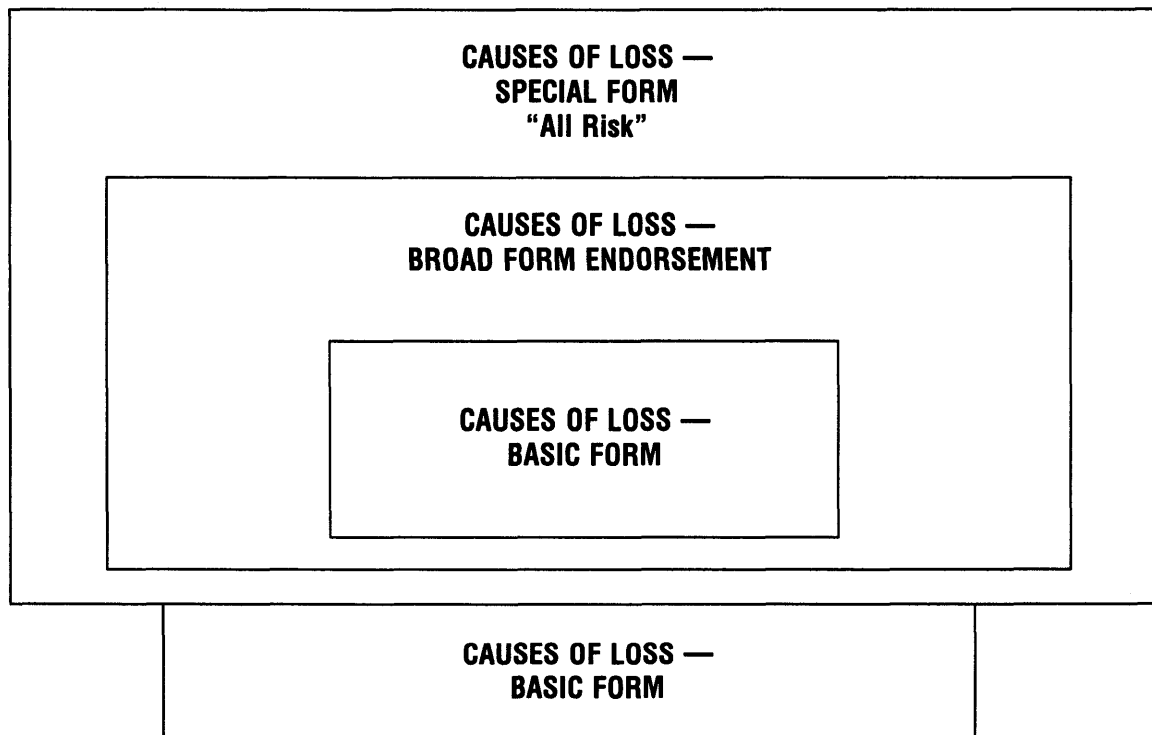 CAUSES OF LOSS —
SPECIAL FORM
“All Risk”
CAUSES OF LOSS —
BROAD FORM ENDORSEMENT
CAUSES OF LOSS —
BASIC FORM
CAUSES OF LOSS —
BASIC FORM